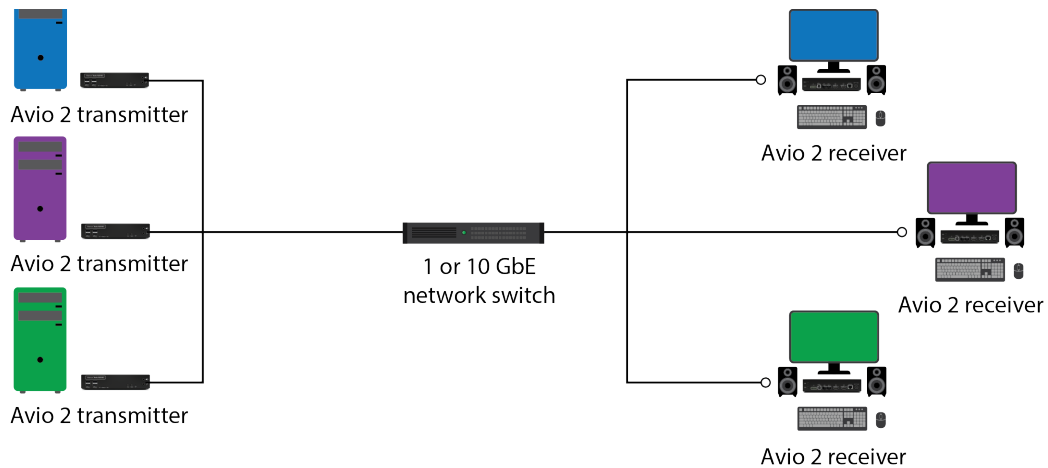 Avio 2 transmitter
Avio 2 receiver
Avio 2 transmitter
1 or 10 GbE
network switch
Avio 2 receiver
Avio 2 transmitter
Avio 2 receiver